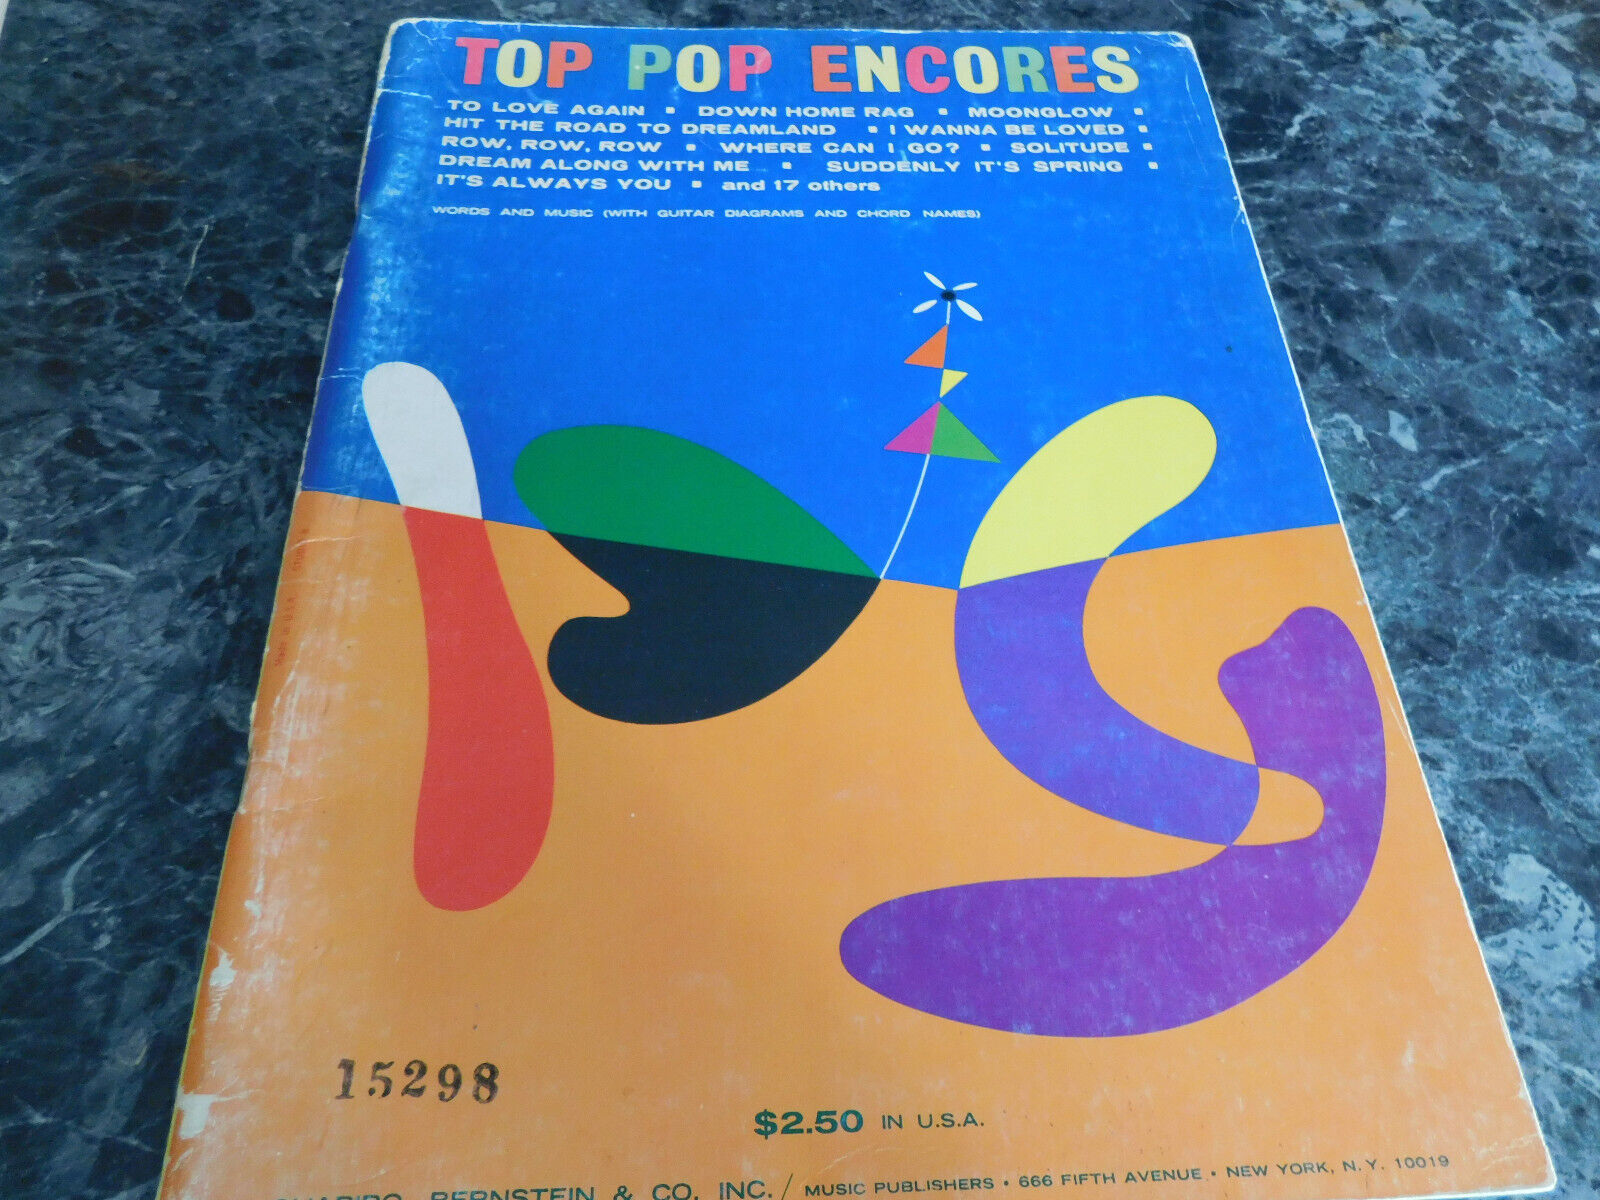 TOP POP ENCORES
TO LOVE AGAIN ▪ DOWN HOME RAG ▪ MOONGLOW ▪
HIT THE ROAD TO DREAMLAND ▪ I WANNA BE LOVED ▪
ROW, ROW, ROW ▪ WHERE CAN I GO? ▪ SOLITUDE ▪
DREAM ALONG WITH ME ▪ SUDDENLY IT'S SPRING ▪
IT'S ALWAYS YOU ▪ and 17 others
WORDS AND MUSIC (WITH GUITAR DIAGRAMS AND CHORD NAMES)
Made in U.S.A.
15298
$2.50 IN U.S.A.
SHAPIRO, BERNSTEIN & CO. INC. / MUSIC PUBLISHERS • 666 FIFTH AVENUE • NEW YORK, N.Y. 10019